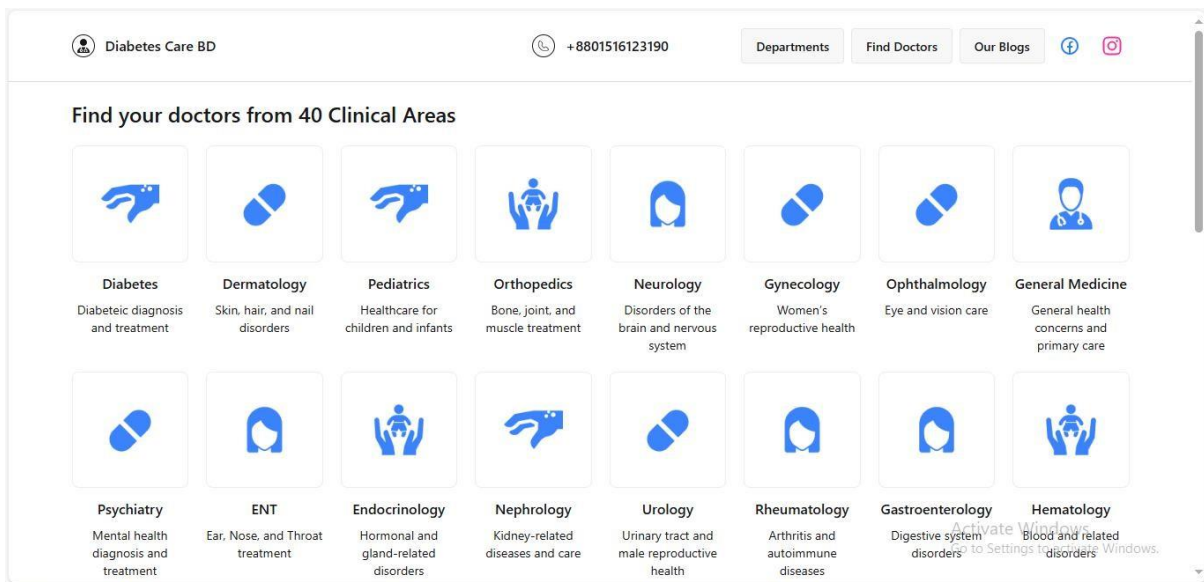 Diabetes Care BD
+8801516123190
Departments
Find Doctors
Our Blogs
Find your doctors from 40 Clinical Areas
Diabetes
Diabeteic diagnosis
and treatment
Dermatology
Skin, hair, and nail
disorders
Pediatrics
Healthcare for
children and infants
Orthopedics
Bone, joint, and
muscle treatment
Neurology
Disorders of the
brain and nervous
system
Gynecology
Women's
reproductive health
Ophthalmology
Eye and vision care
General Medicine
General health
concerns and
primary care
Psychiatry
Mental health
diagnosis and
treatment
ENT
Ear, Nose, and Throat
treatment
Endocrinology
Hormonal and
gland-related
disorders
Nephrology
Kidney-related
diseases and care
Urology
Urinary tract and
male reproductive
health
Rheumatology
Arthritis and
autoimmune
diseases
Gastroenterology
Digestive system
disorders
Hematology
Blood and related
disorders
Activate Windows
Go to Settings to activate Windows.